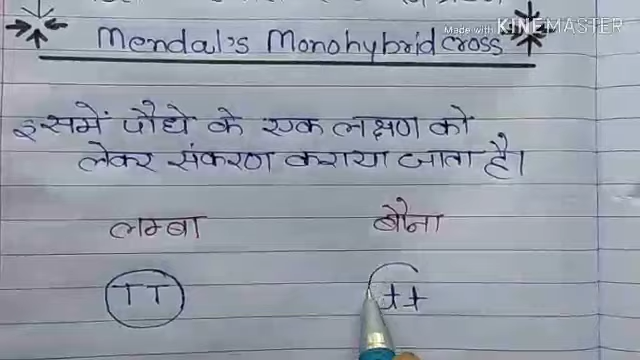 Made with KINEMASTER
Mendal's Monohybrid cross
इसमें पौधे के एक लक्षण को
लेकर संकरण कराया जाता है।
लम्बा बौना
TT tt